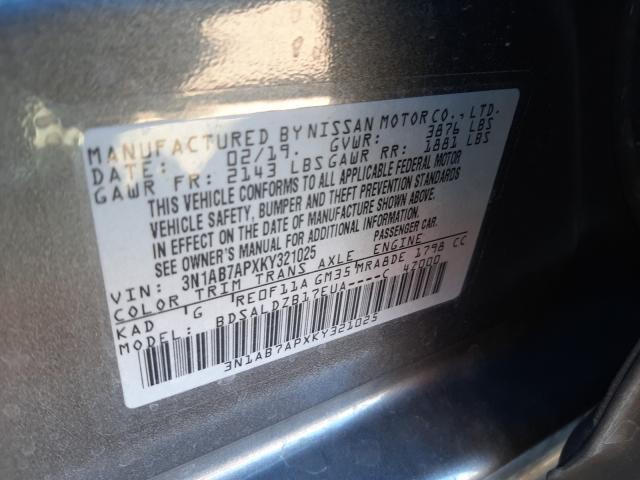 MANUFACTURED BY NISSAN MOTOR CO., LTD.
DATE: 02/19. GVWR: 3876 LBS
GAWR FR: 2143 LBS GAWR RR: 1881 LBS
THIS VEHICLE CONFORMS TO ALL APPLICABLE FEDERAL MOTOR
VEHICLE SAFETY, BUMPER AND THEFT PREVENTION STANDARDS
IN EFFECT ON THE DATE OF MANUFACTURE SHOWN ABOVE.
SEE OWNER'S MANUAL FOR ADDITIONAL INFORMATION.
VIN: 3N1AB7APXKY321025 PASSENGER CAR.
COLOR TRIM TRANS AXLE ENGINE
KAD G RE0F11A GM35 MRA8DE 1798 CC
MODEL: BDSALDZB17EUA----C 42000
3N1AB7APXKY321025